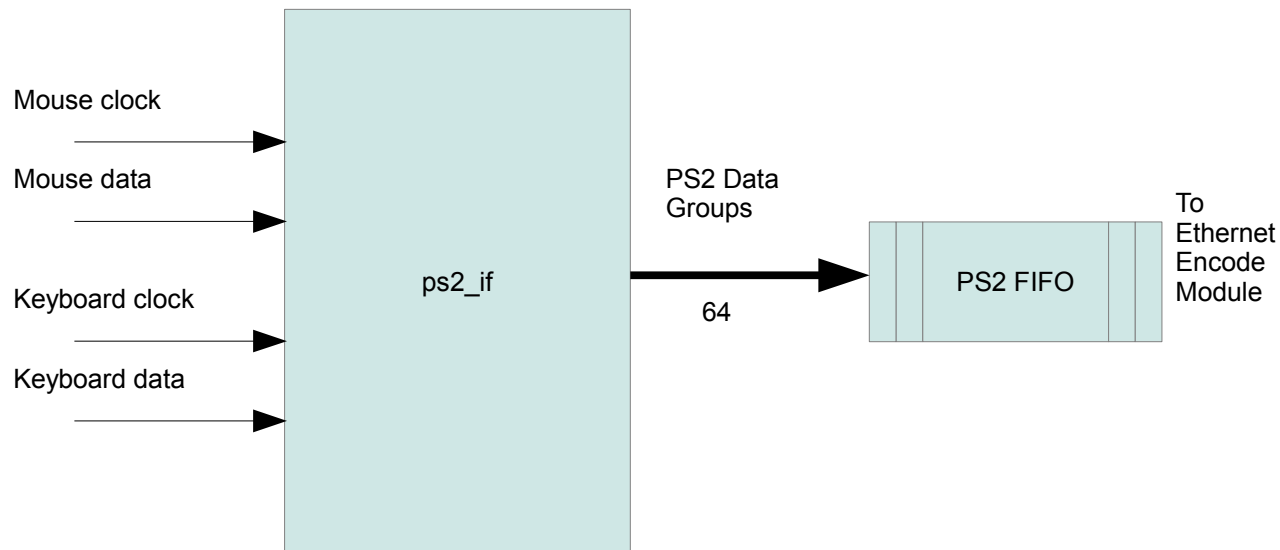 Mouse clock
Mouse data
Keyboard clock
Keyboard data
ps2_if
PS2 Data
Groups
64
PS2 FIFO
To
Ethernet
Encode
Module